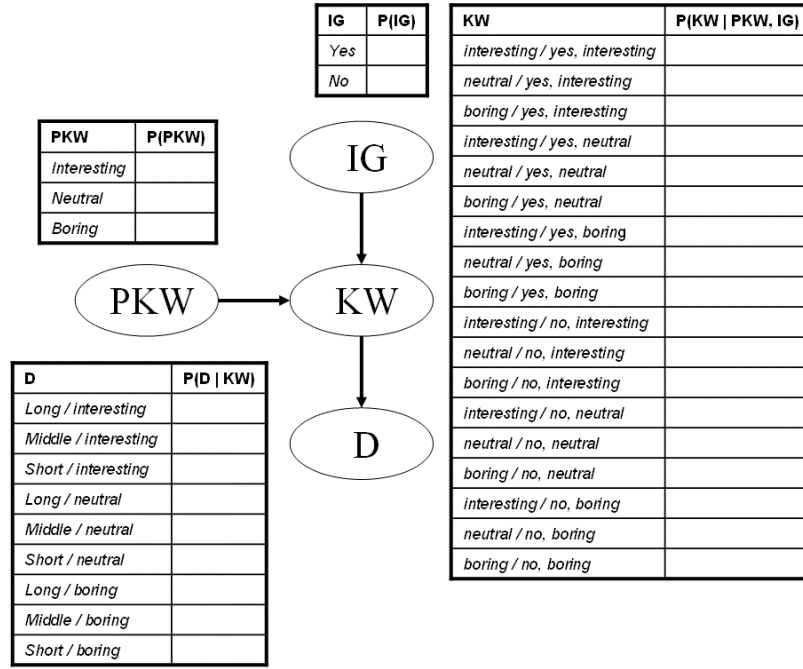 IG P(IG)
Yes
No
KW P(KW | PKW, IG)
interesting / yes, interesting
neutral / yes, interesting
boring / yes, interesting
interesting / yes, neutral
neutral / yes, neutral
boring / yes, neutral
interesting / yes, boring
neutral / yes, boring
boring / yes, boring
interesting / no, interesting
neutral / no, interesting
boring / no, interesting
interesting / no, neutral
neutral / no, neutral
boring / no, neutral
interesting / no, boring
neutral / no, boring
boring / no, boring
PKW P(PKW)
Interesting
Neutral
Boring
IG
PKW
KW
D
D P(D | KW)
Long / interesting
Middle / interesting
Short / interesting
Long / neutral
Middle / neutral
Short / neutral
Long / boring
Middle / boring
Short / boring